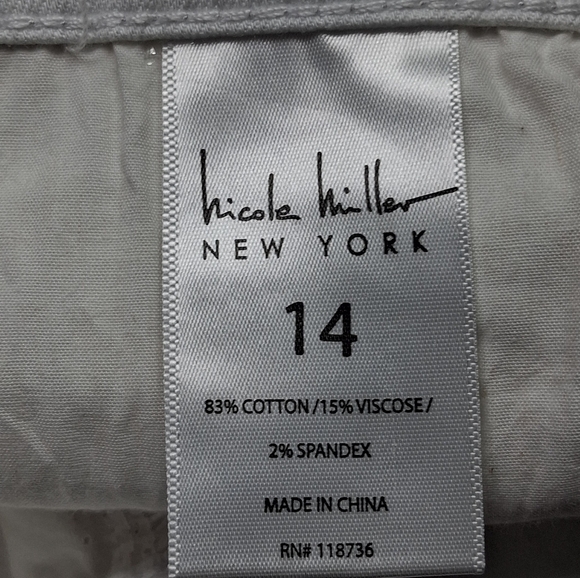 Nicole Miller
NEW YORK
14
83% COTTON /15% VISCOSE /
2% SPANDEX
MADE IN CHINA
RN# 118736